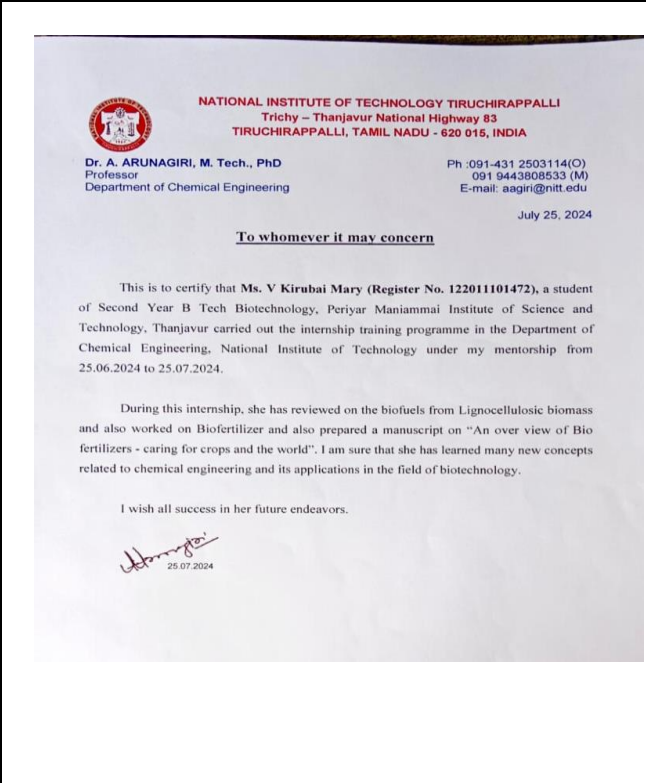 NATIONAL INSTITUTE OF TECHNOLOGY TIRUCHIRAPPALLI
Trichy – Thanjavur National Highway 83
TIRUCHIRAPPALLI, TAMIL NADU - 620 015, INDIA
Dr. A. ARUNAGIRI, M. Tech., PhD
Professor
Department of Chemical Engineering
Ph :091-431 2503114(O)
091 9443808533 (M)
E-mail: aagiri@nitt.edu
July 25, 2024
To whomever it may concern
This is to certify that Ms. V Kirubai Mary (Register No. 122011101472), a student
of Second Year B Tech Biotechnology, Periyar Maniammai Institute of Science and
Technology, Thanjavur carried out the internship training programme in the Department of
Chemical Engineering, National Institute of Technology under my mentorship from
25.06.2024 to 25.07.2024.
During this internship, she has reviewed on the biofuels from Lignocellulosic biomass
and also worked on Biofertilizer and also prepared a manuscript on “An over view of Bio
fertilizers - caring for crops and the world”. I am sure that she has learned many new concepts
related to chemical engineering and its applications in the field of biotechnology.
I wish all success in her future endeavors.
25.07.2024